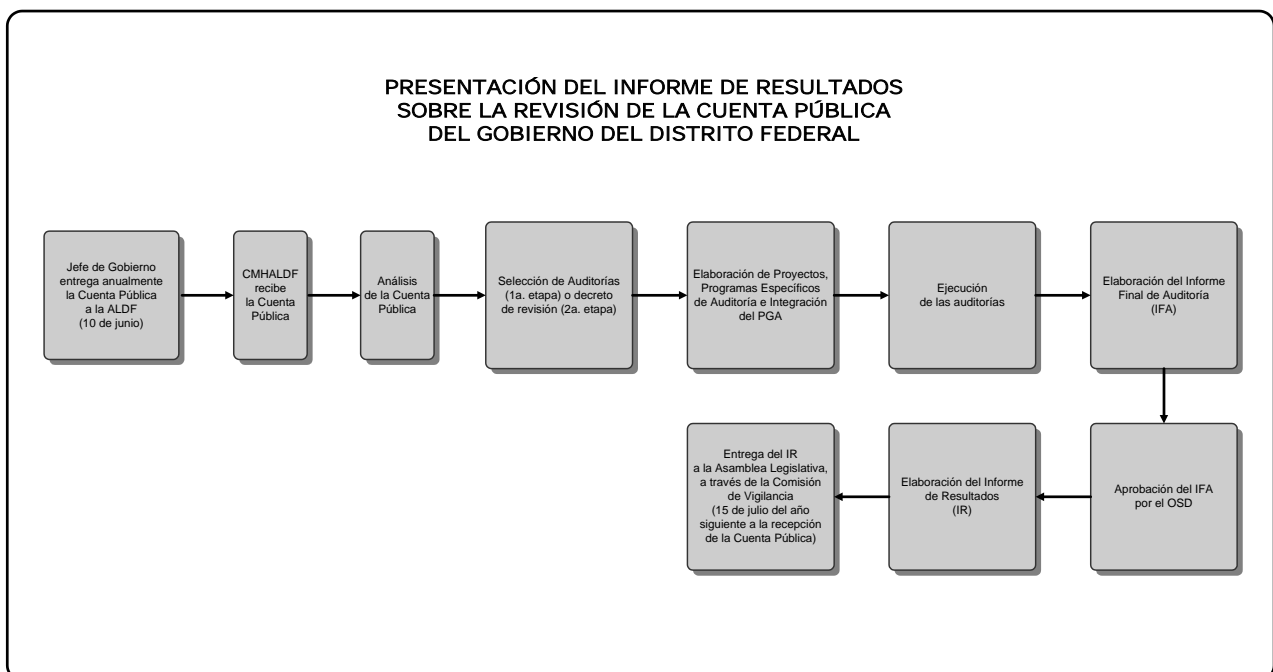 PRESENTACIÓN DEL INFORME DE RESULTADOS
SOBRE LA REVISIÓN DE LA CUENTA PÚBLICA
DEL GOBIERNO DEL DISTRITO FEDERAL
Jefe de Gobierno
entrega anualmente
la Cuenta Pública
a la ALDF
(10 de junio)
CMHALDF
recibe
la Cuenta
Pública
Análisis
de la Cuenta
Pública
Selección de Auditorías
(1a. etapa) o decreto
de revisión (2a. etapa)
Elaboración de Proyectos,
Programas Específicos
de Auditoría e Integración
del PGA
Ejecución
de las auditorías
Elaboración del Informe
Final de Auditoría
(IFA)
Aprobación del IFA
por el OSD
Elaboración del Informe
de Resultados
(IR)
Entrega del IR
a la Asamblea Legislativa,
a través de la Comisión
de Vigilancia
(15 de julio del año
siguiente a la recepción
de la Cuenta Pública)